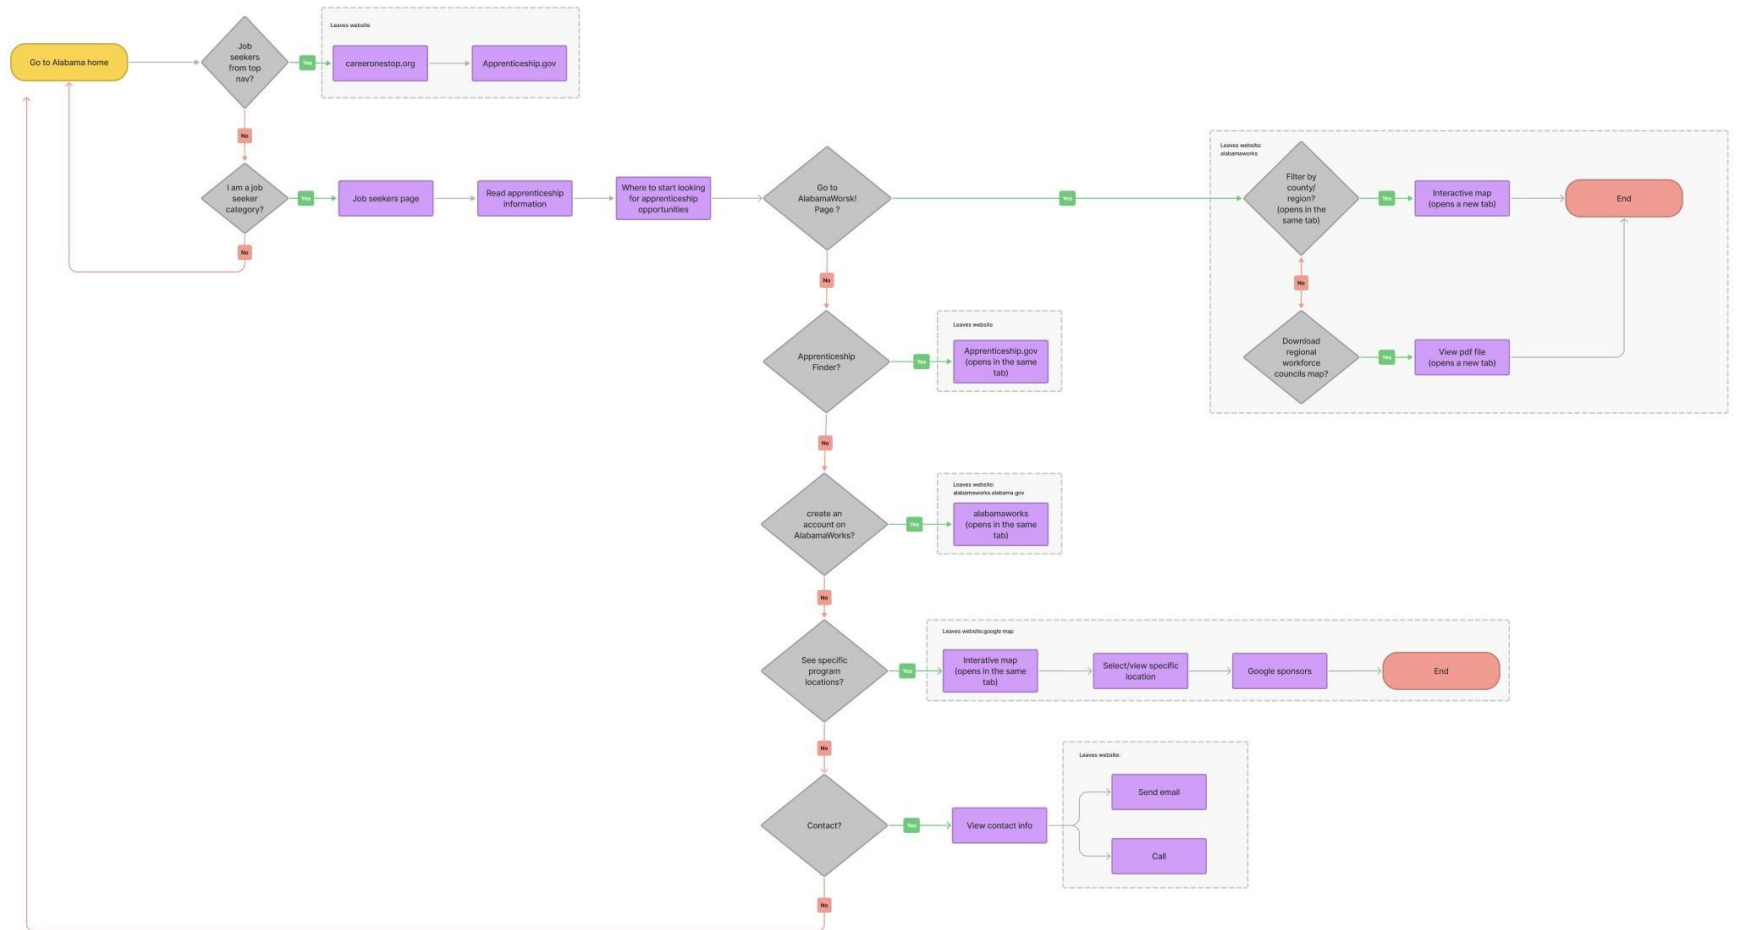 Leaves website
Go to Alabama home
Job
seekers
from top
nav?
Yes
careeronestop.org
Apprenticeship.gov
No
I am a job
seeker
category?
Yes
Job seekers page
Read apprenticeship
information
Where to start looking
for apprenticeship
opportunities
Go to
AlabamaWorsk!
Page ?
Yes
Leaves website:
alabamaworks
Filter by
county/
region?
(opens in the
same tab)
Yes
Interactive map
(opens a new tab)
End
No
No
No
Download
regional
workforce
councils map?
Yes
View pdf file
(opens a new tab)
Apprenticeship
Finder?
Yes
Leaves website
Apprenticeship.gov
(opens in the same
tab)
No
create an
account on
AlabamaWorks?
Yes
Leaves website:
alabamaworks.alabama.gov
alabamaworks
(opens in the same
tab)
No
See specific
program
locations?
Yes
Leaves website:google map
Interative map
(opens in the same
tab)
Select/view specific
location
Google sponsors
End
No
Contact?
Yes
View contact info
Leaves website:
Send email
Call
No